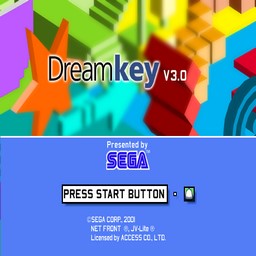 Dreamkey V3.0
Presented by
SEGA
PRESS START BUTTON
©SEGA CORP, 2001
NET FRONT ®, JV-Lite ®
Licensed by ACCESS CO., LTD.